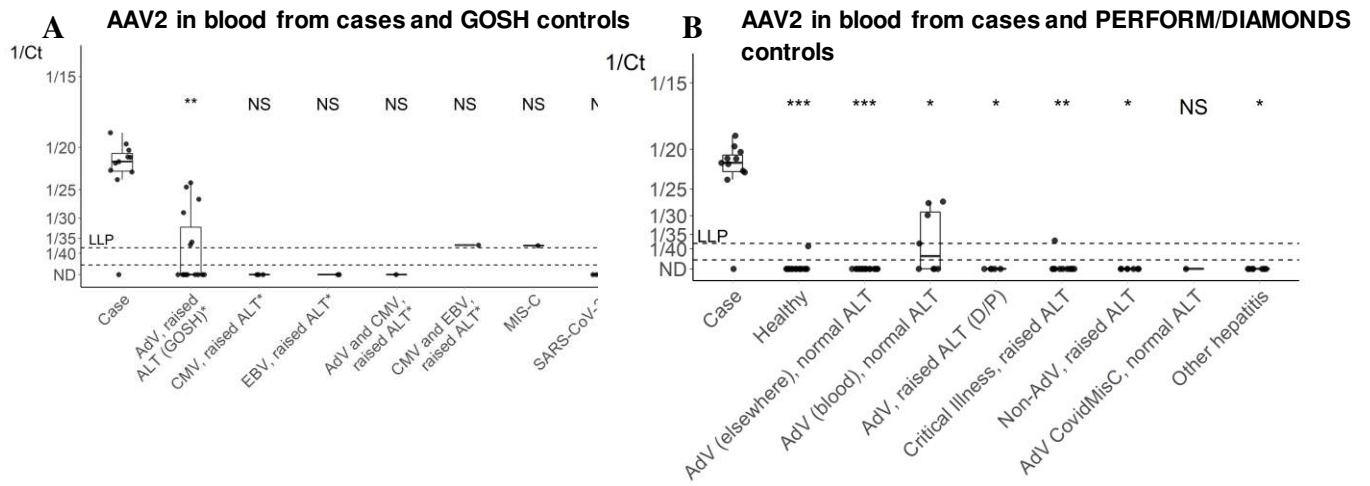 A AAV2 in blood from cases and GOSH controls
1/Ct
1/15
1/20
1/25
1/30
1/35
1/40
ND
LLP
** NS NS NS NS NS N
Case
AdV, raised
ALT (GOSH)*
CMV, raised ALT*
EBV, raised ALT*
AdV and CMV,
raised ALT*
CMV and EBV,
raised ALT*
MIS-C
SARS-CoV-2
B AAV2 in blood from cases and PERFORM/DIAMONDS
controls
1/Ct
1/15
1/20
1/25
1/30
1/35
1/40
ND
LLP
*** *** * * ** * NS *
Case
Healthy
AdV (elsewhere), normal ALT
AdV (blood), normal ALT
AdV, raised ALT (D/P)
Critical Illness, raised ALT
Non-AdV, raised ALT
AdV CovidMisC, normal ALT
Other hepatitis